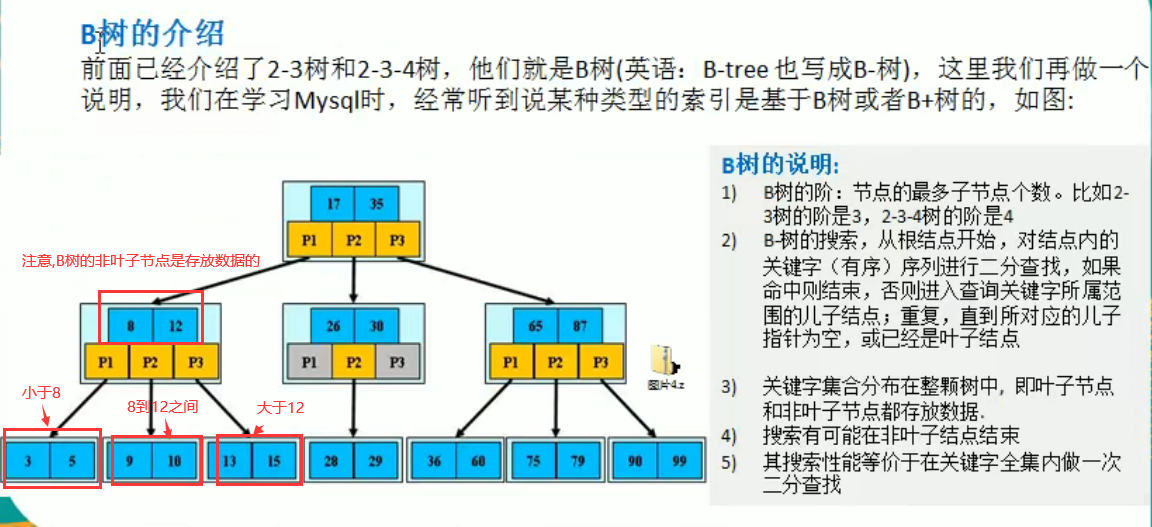 B树的介绍
前面已经介绍了2-3树和2-3-4树，他们就是B树(英语：B-tree 也写成B-树)，这里我们再做一个
说明，我们在学习Mysql时，经常听到说某种类型的索引是基于B树或者B+树的，如图:
17 35
P1 P2 P3
注意,B树的非叶子节点是存放数据的
8 12
P1 P2 P3
26 30
P1 P2 P3
65 87
P1 P2 P3
图片4.z
小于8
8到12之间
大于12
3 5
9 10
13 15
28 29
36 60
75 79
90 99
B树的说明:
1) B树的阶：节点的最多子节点个数。比如2-
3树的阶是3，2-3-4树的阶是4
2) B-树的搜索，从根结点开始，对结点内的
关键字（有序）序列进行二分查找，如果
命中则结束，否则进入查询关键字所属范
围的儿子结点；重复，直到所对应的儿子
指针为空，或已经是叶子结点
3) 关键字集合分布在整颗树中, 即叶子节点
和非叶子节点都存放数据.
4) 搜索有可能在非叶子结点结束
5) 其搜索性能等价于在关键字全集内做一次
二分查找